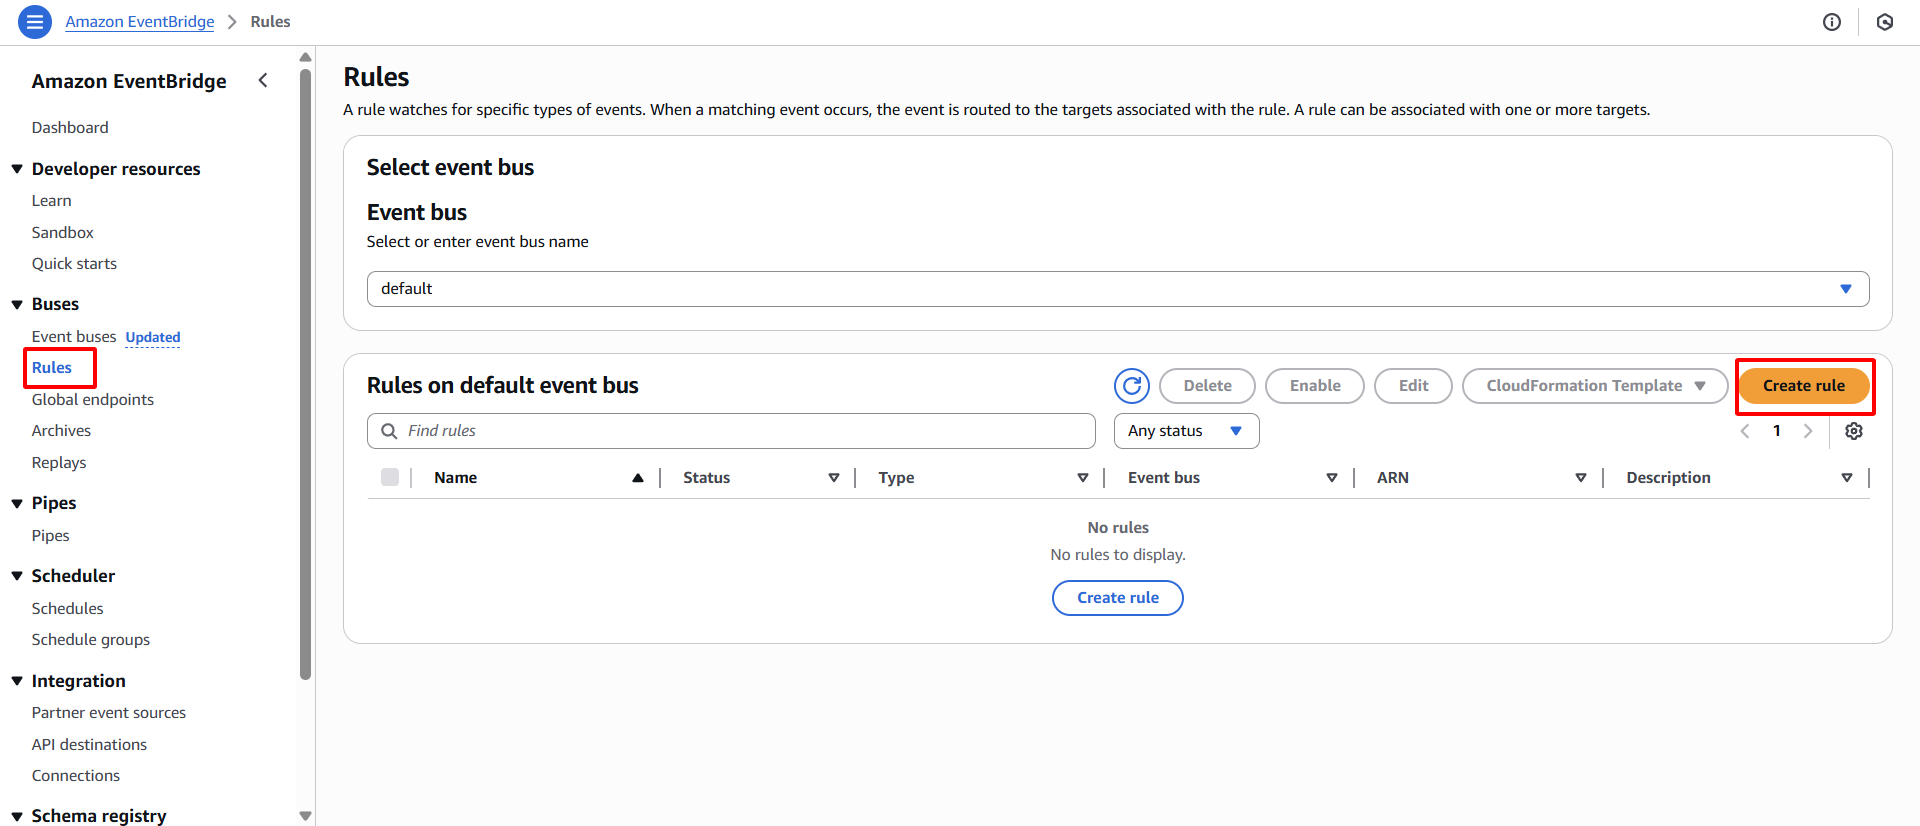 Amazon EventBridge > Rules
Amazon EventBridge
Dashboard
Developer resources
Learn
Sandbox
Quick starts
Buses
Event buses Updated
Rules
Global endpoints
Archives
Replays
Pipes
Pipes
Scheduler
Schedules
Schedule groups
Integration
Partner event sources
API destinations
Connections
Schema registry
Rules
A rule watches for specific types of events. When a matching event occurs, the event is routed to the targets associated with the rule. A rule can be associated with one or more targets.
Select event bus
Event bus
Select or enter event bus name
default
Rules on default event bus
Delete Enable Edit CloudFormation Template Create rule
Find rules Any status 1
Name Status Type Event bus ARN Description
No rules
No rules to display.
Create rule